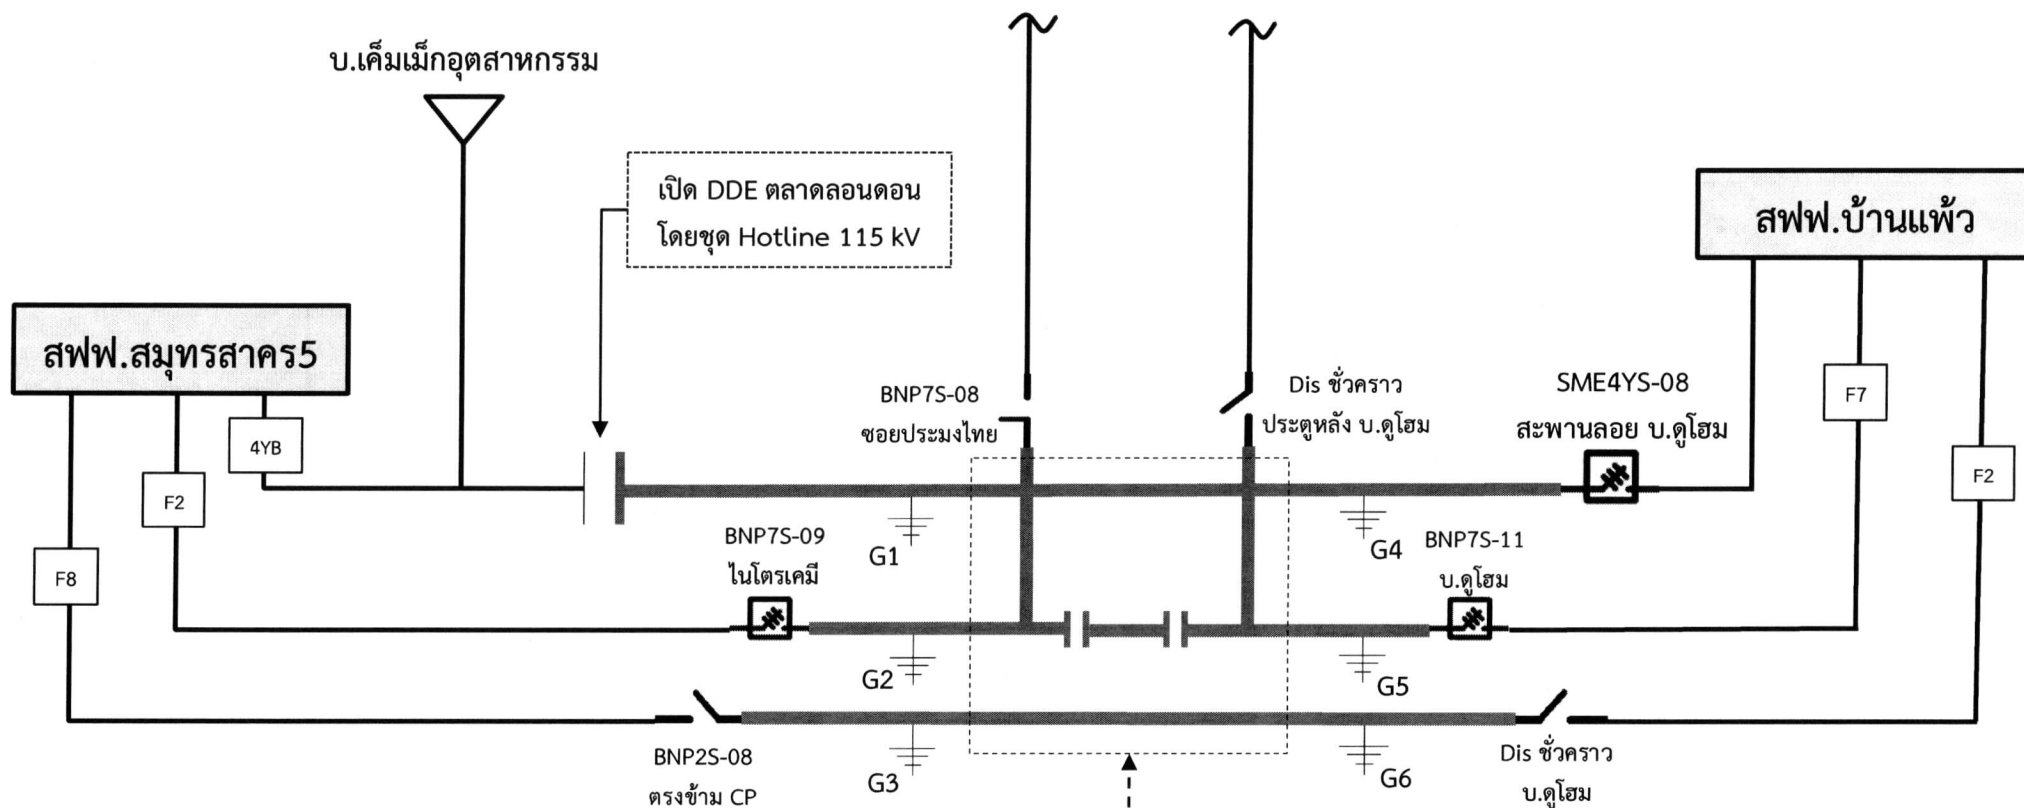 บ.เค็มเม็กอุตสาหกรรม
เปิด DDE ตลาดลอนดอน
โดยชุด Hotline 115 kV
สฟฟ.บ้านแพ้ว
สฟฟ.สมุทรสาคร5
BNP7S-08
ซอยประมงไทย
Dis ชั่วคราว
ประตูหลัง บ.ดูโฮม
SME4YS-08
สะพานลอย บ.ดูโฮม
F7
4YB
F2
F2
F8
G1
G4
BNP7S-09
ไนโตรเคมี
BNP7S-11
บ.ดูโฮม
G2
G5
BNP2S-08
ตรงข้าม CP
G3
G6
Dis ชั่วคราว
บ.ดูโฮม